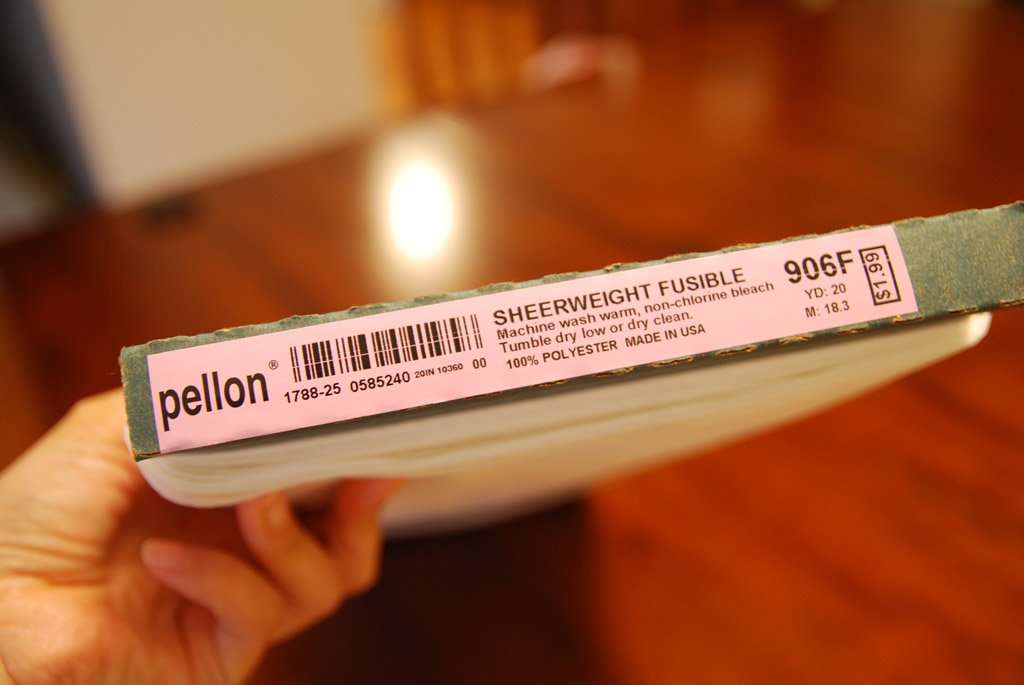 pellon®
1788-25 0585240 20IN 10360 00
SHEERWEIGHT FUSIBLE
Machine wash warm, non-chlorine bleach
Tumble dry low or dry clean.
100% POLYESTER MADE IN USA
906F
YD: 20
M: 18.3
$1.99